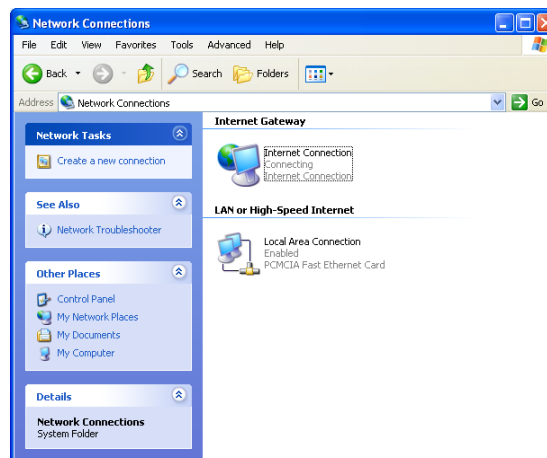 Network Connections
File Edit View Favorites Tools Advanced Help
Back Search Folders
Address Network Connections Go
Network Tasks
Create a new connection
See Also
Network Troubleshooter
Other Places
Control Panel
My Network Places
My Documents
My Computer
Details
Network Connections
System Folder
Internet Gateway
Internet Connection
Connecting
Internet Connection
LAN or High-Speed Internet
Local Area Connection
Enabled
PCMCIA Fast Ethernet Card